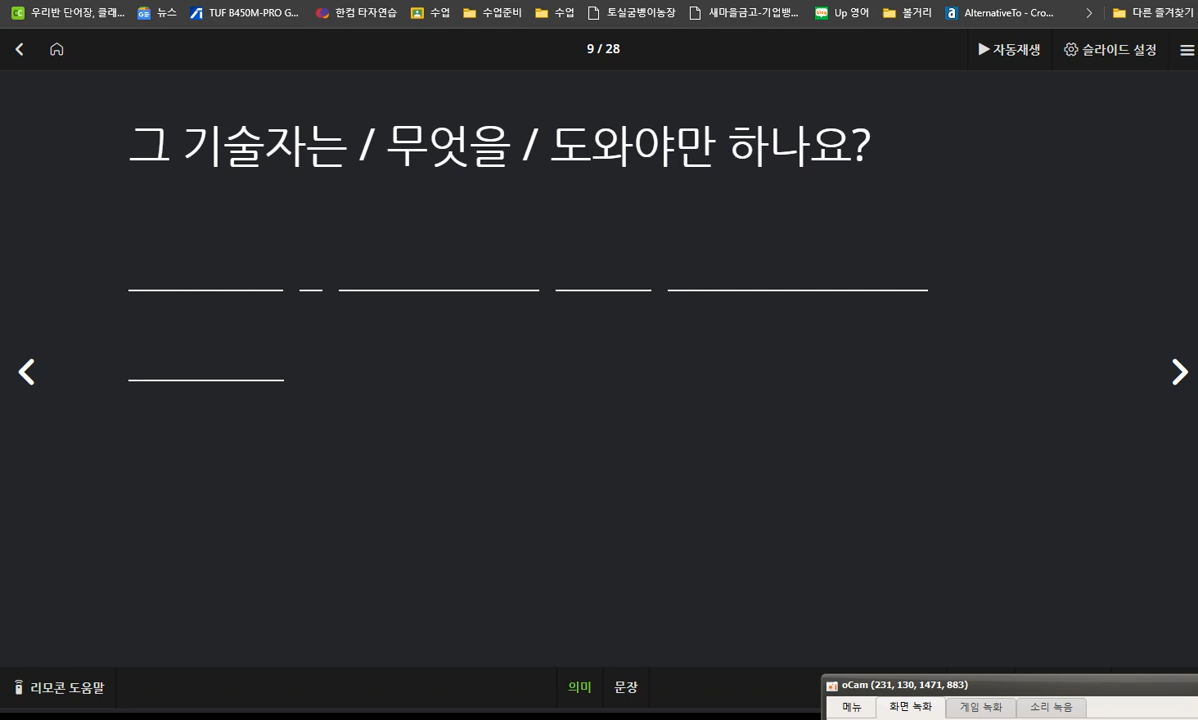 우리반 단어장, 클래... 뉴스 TUF B450M-PRO G... 한컴 타자연습 수업 수업준비 수업 토실굼벵이농장 새마을금고-기업뱅... Up 영어 볼거리 AlternativeTo - Cro... 다른 즐겨찾기
9 / 28 ▶ 자동재생 슬라이드 설정
그 기술자는 / 무엇을 / 도와야만 하나요?
리모콘 도움말 의미 문장
oCam (231, 130, 1471, 883)
메뉴 화면 녹화 게임 녹화 소리 녹음